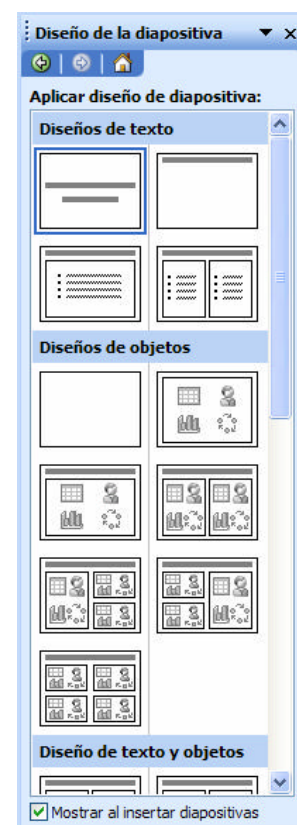 Diseño de la diapositiva
Aplicar diseño de diapositiva:
Diseños de texto
Diseños de objetos
Diseño de texto y objetos
Mostrar al insertar diapositivas